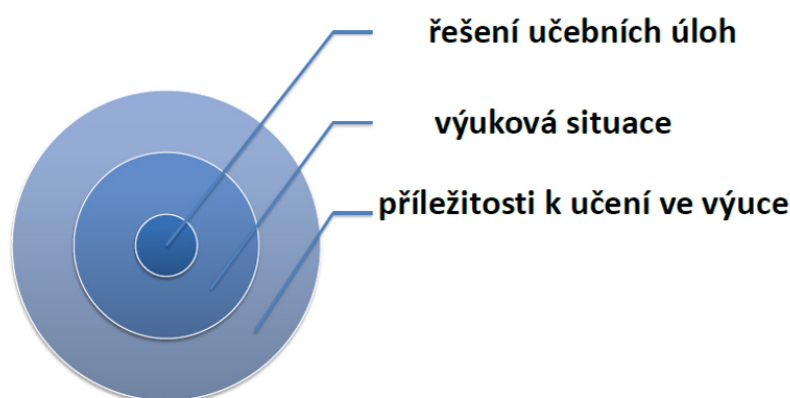 řešení učebních úloh
výuková situace
příležitosti k učení ve výuce